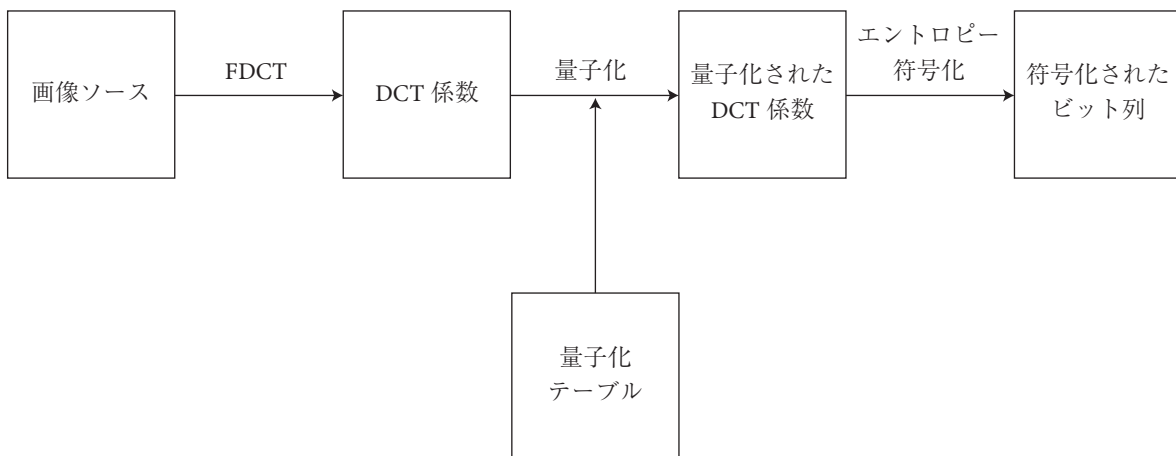 画像ソース
FDCT
DCT 係数
量子化
量子化された
DCT 係数
エントロピー
符号化
符号化された
ビット列
量子化
テーブル